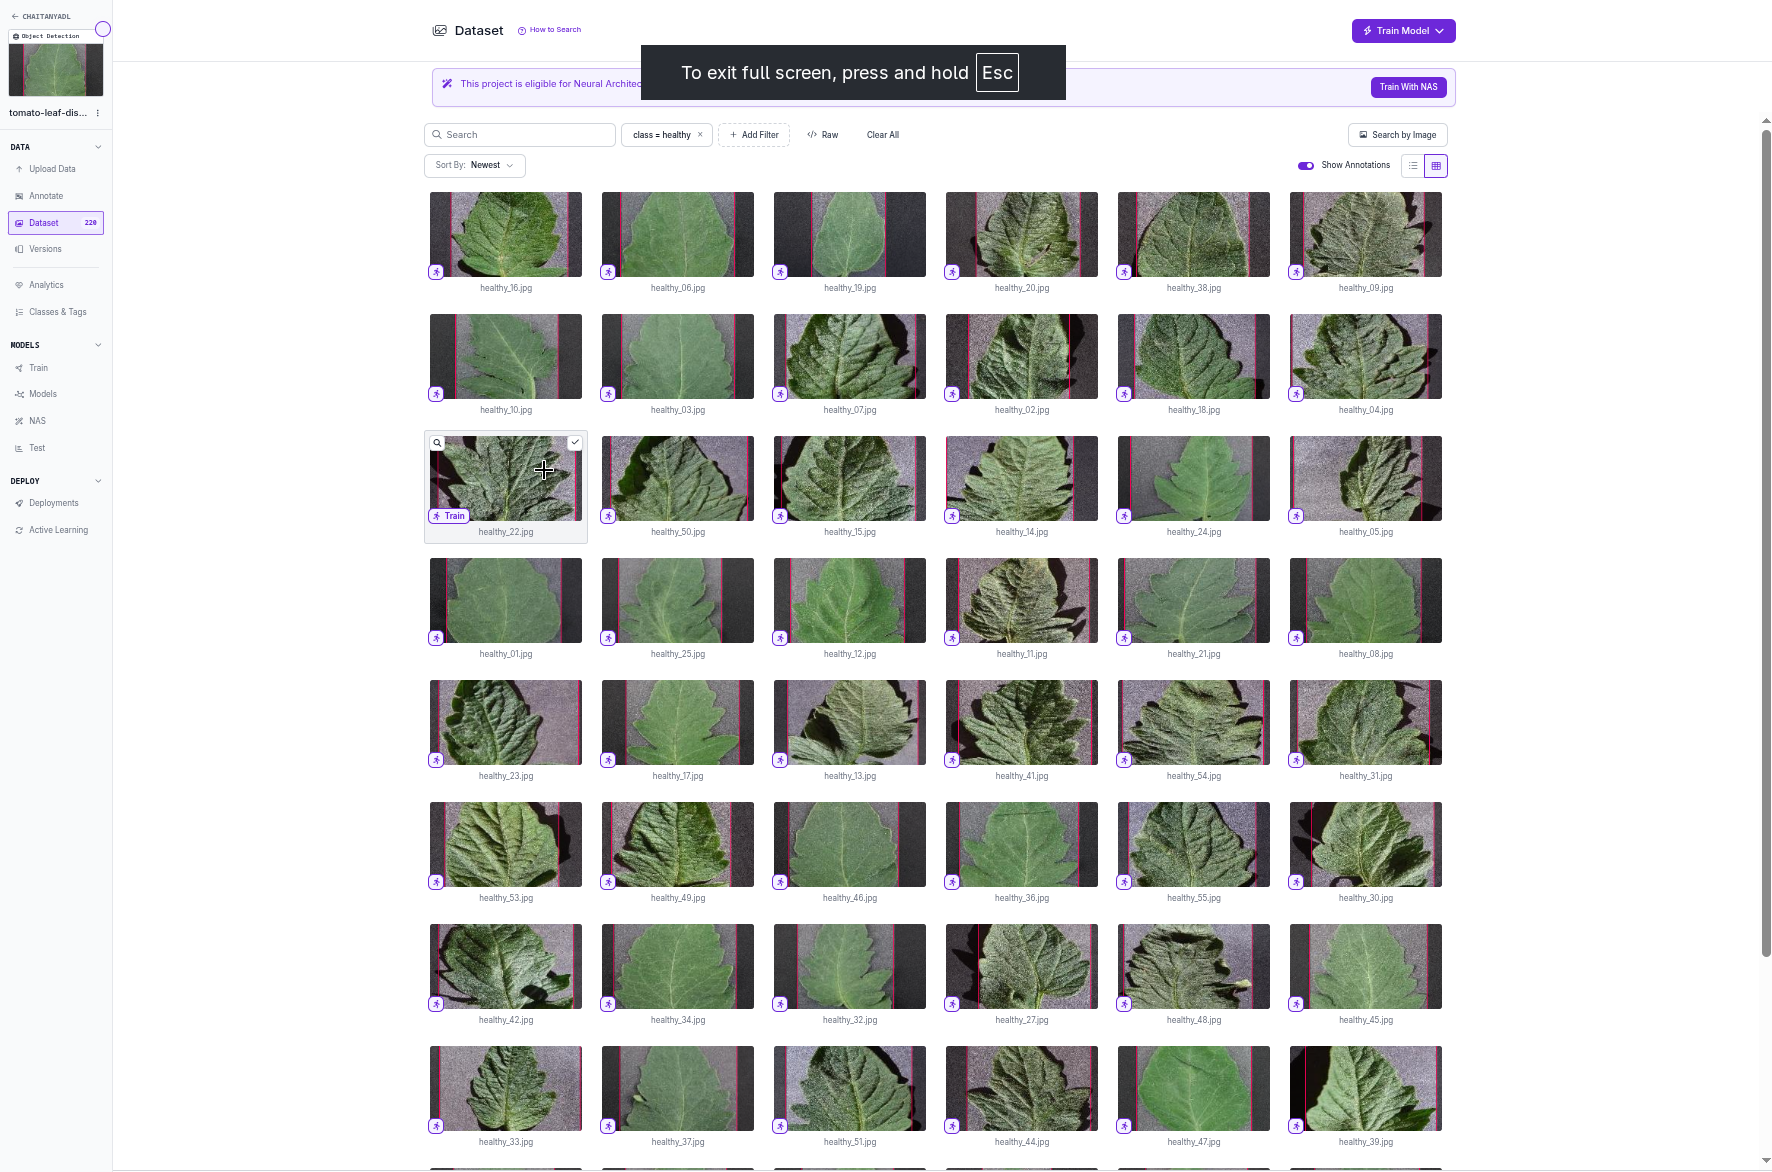 CHAITANYADL
Object Detection
tomato-leaf-dis...
DATA
Upload Data
Annotate
Dataset 220
Versions
Analytics
Classes & Tags
MODELS
Train
Models
NAS
Test
DEPLOY
Deployments
Active Learning
Dataset How to Search Train Model
To exit full screen, press and hold Esc
This project is eligible for Neural Architec Train With NAS
Search class = healthy × + Add Filter </> Raw Clear All Search by Image
Sort By: Newest Show Annotations
healthy_16.jpg healthy_06.jpg healthy_19.jpg healthy_20.jpg healthy_38.jpg healthy_09.jpg
healthy_10.jpg healthy_03.jpg healthy_07.jpg healthy_02.jpg healthy_18.jpg healthy_04.jpg
Train
healthy_22.jpg healthy_50.jpg healthy_15.jpg healthy_14.jpg healthy_24.jpg healthy_05.jpg
healthy_01.jpg healthy_25.jpg healthy_12.jpg healthy_11.jpg healthy_21.jpg healthy_08.jpg
healthy_23.jpg healthy_17.jpg healthy_13.jpg healthy_41.jpg healthy_54.jpg healthy_31.jpg
healthy_53.jpg healthy_49.jpg healthy_46.jpg healthy_36.jpg healthy_55.jpg healthy_30.jpg
healthy_42.jpg healthy_34.jpg healthy_32.jpg healthy_27.jpg healthy_48.jpg healthy_45.jpg
healthy_33.jpg healthy_37.jpg healthy_51.jpg healthy_44.jpg healthy_47.jpg healthy_39.jpg